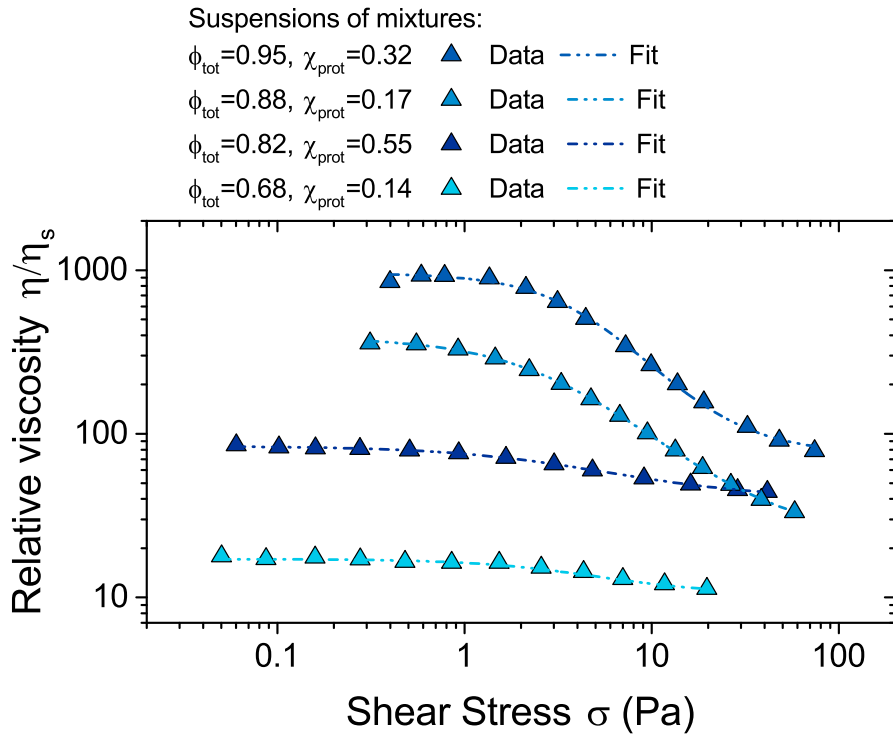 Suspensions of mixtures:
ϕtot=0.95, χprot=0.32 Data Fit
ϕtot=0.88, χprot=0.17 Data Fit
ϕtot=0.82, χprot=0.55 Data Fit
ϕtot=0.68, χprot=0.14 Data Fit
1000
100
10
Relative viscosity η/ηs
0.1 1 10 100
Shear Stress σ (Pa)